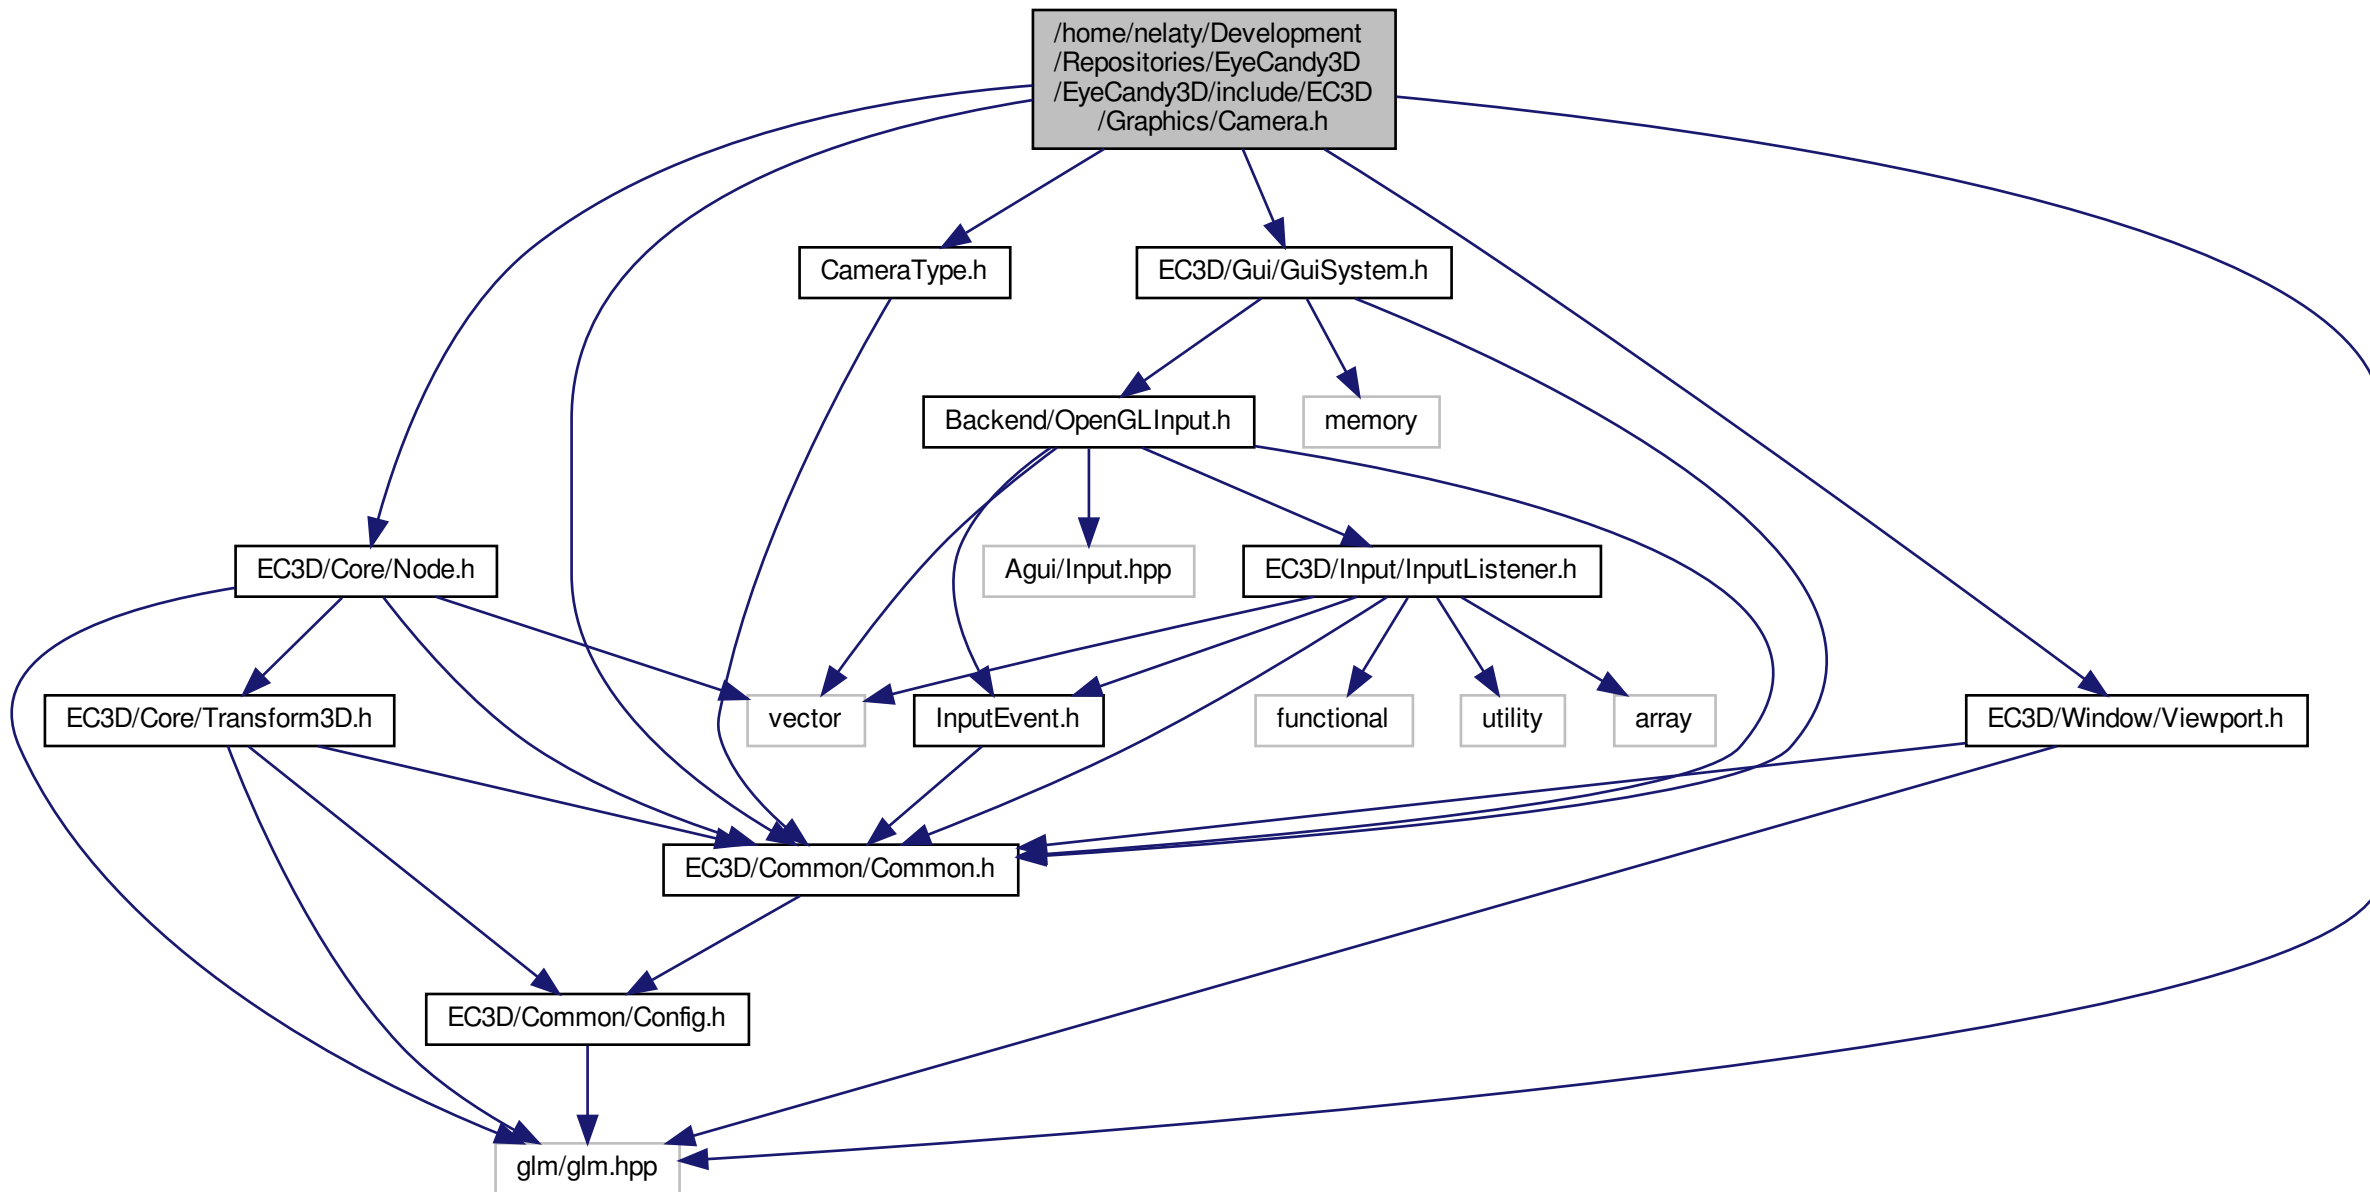 /home/nelaty/Development
/Repositories/EyeCandy3D
/EyeCandy3D/include/EC3D
/Graphics/Camera.h
CameraType.h
EC3D/Gui/GuiSystem.h
Backend/OpenGLInput.h
memory
EC3D/Core/Node.h
Agui/Input.hpp
EC3D/Input/InputListener.h
EC3D/Core/Transform3D.h
vector
InputEvent.h
functional
utility
array
EC3D/Window/Viewport.h
EC3D/Common/Common.h
EC3D/Common/Config.h
glm/glm.hpp